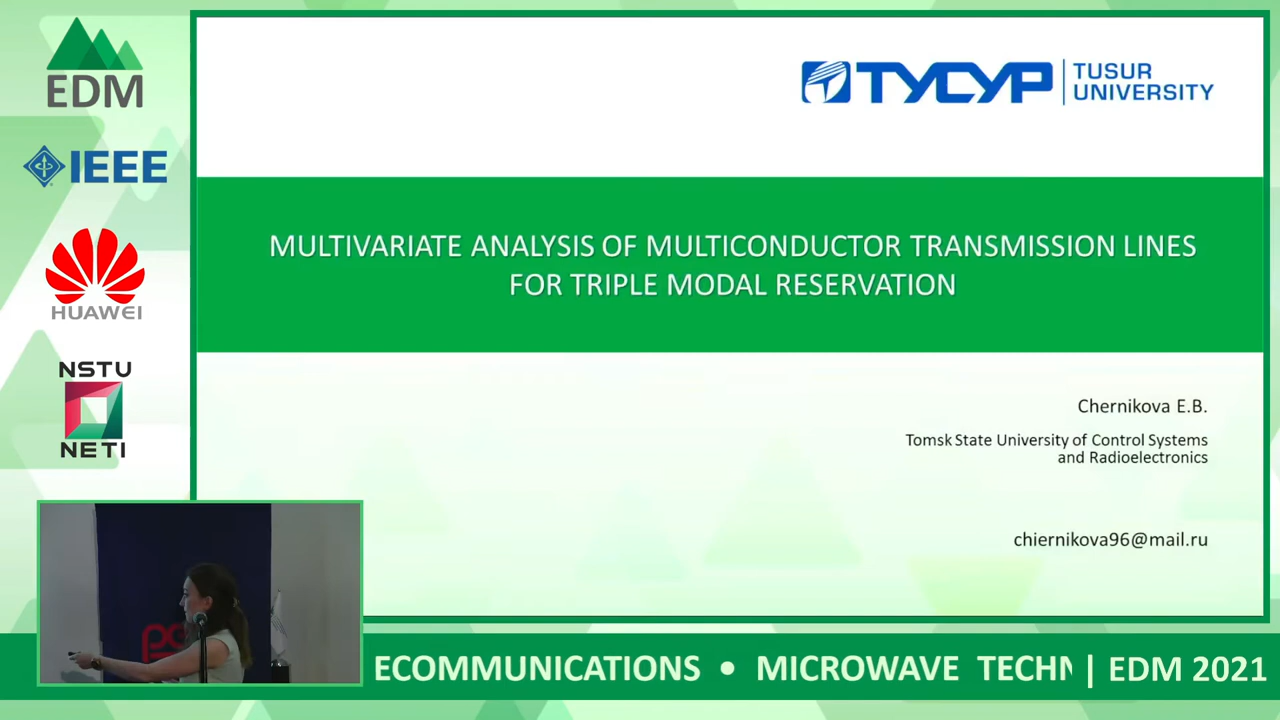 EDM
IEEE
HUAWEI
NSTU
NETI
ТУСУР
TUSUR
UNIVERSITY
MULTIVARIATE ANALYSIS OF MULTICONDUCTOR TRANSMISSION LINES
FOR TRIPLE MODAL RESERVATION
Chernikova E.B.
Tomsk State University of Control Systems
and Radioelectronics
chiernikova96@mail.ru
ECOMMUNICATIONS • MICROWAVE TECHN | EDM 2021